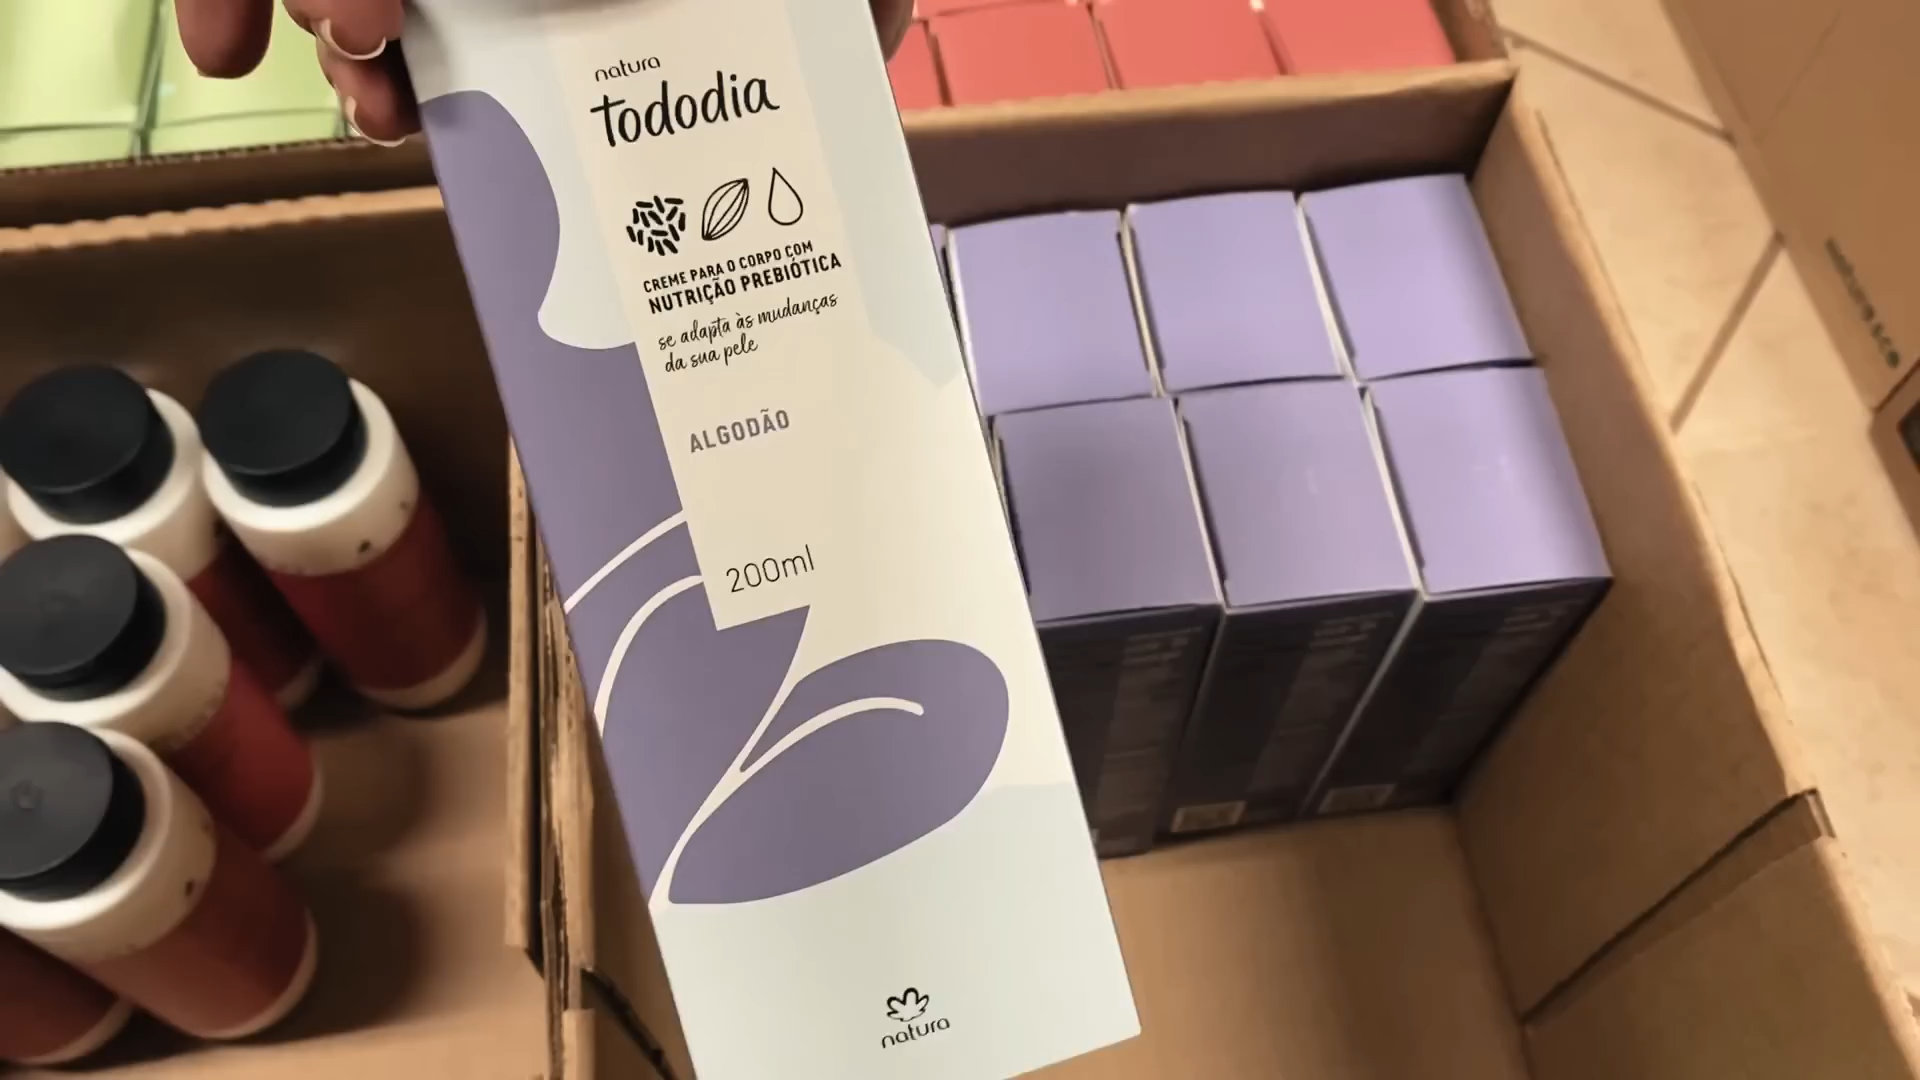 natura
Tododia
CREME PARA O CORPO COM
NUTRIÇÃO PREBIÓTICA
se adapta às mudanças
da sua pele
ALGODÃO
200ml
natura